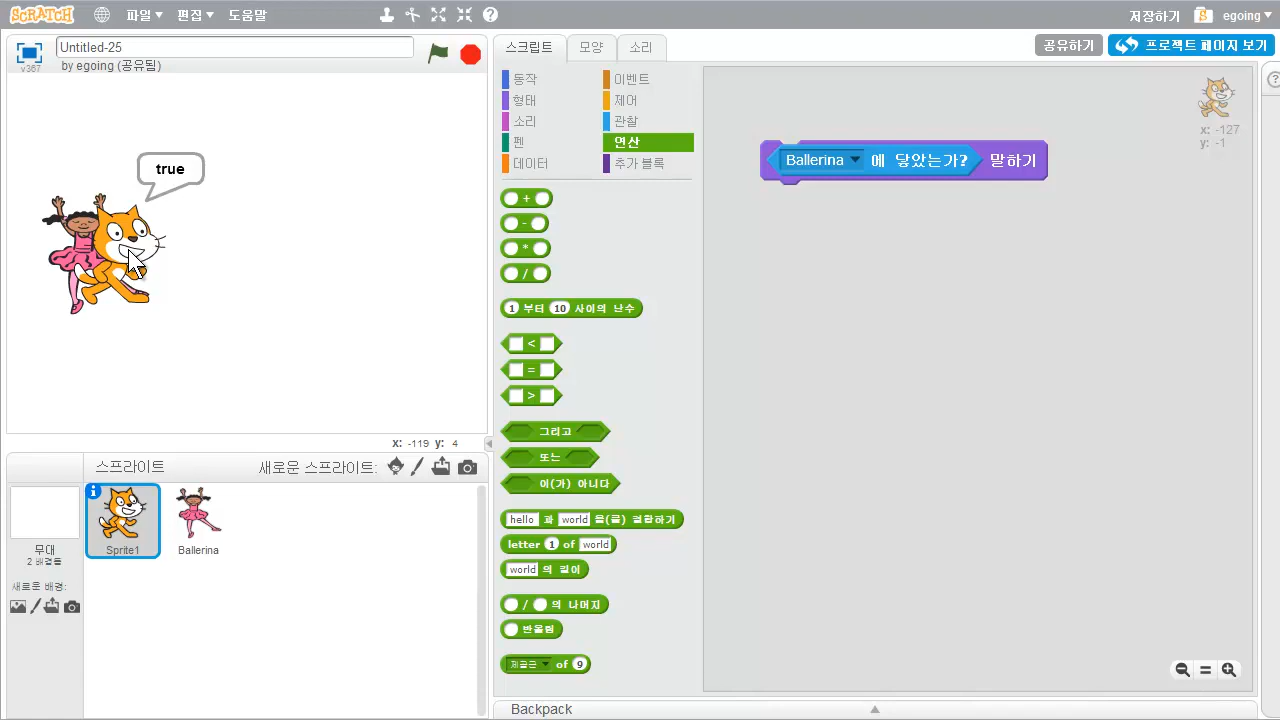 SCRATCH 파일 편집 도움말 저장하기 egoing
v367
Untitled-25
by egoing (공유됨)
스크립트 모양 소리
공유하기 프로젝트 페이지 보기
동작 이벤트
형태 제어
소리 관찰
펜 연산
데이터 추가 블록
x: -127
y: -1
true
Ballerina 에 닿았는가? 말하기
+
-
*
/
1 부터 10 사이의 난수
<
=
>
그리고
또는
이(가) 아니다
hello 과 world 을(를) 결합하기
letter 1 of world
world 의 길이
/ 의 나머지
반올림
제곱근 of 9
x: -119 y: 4
스프라이트 새로운 스프라이트:
Sprite1
Ballerina
무대
2 배경들
새로운 배경:
Backpack